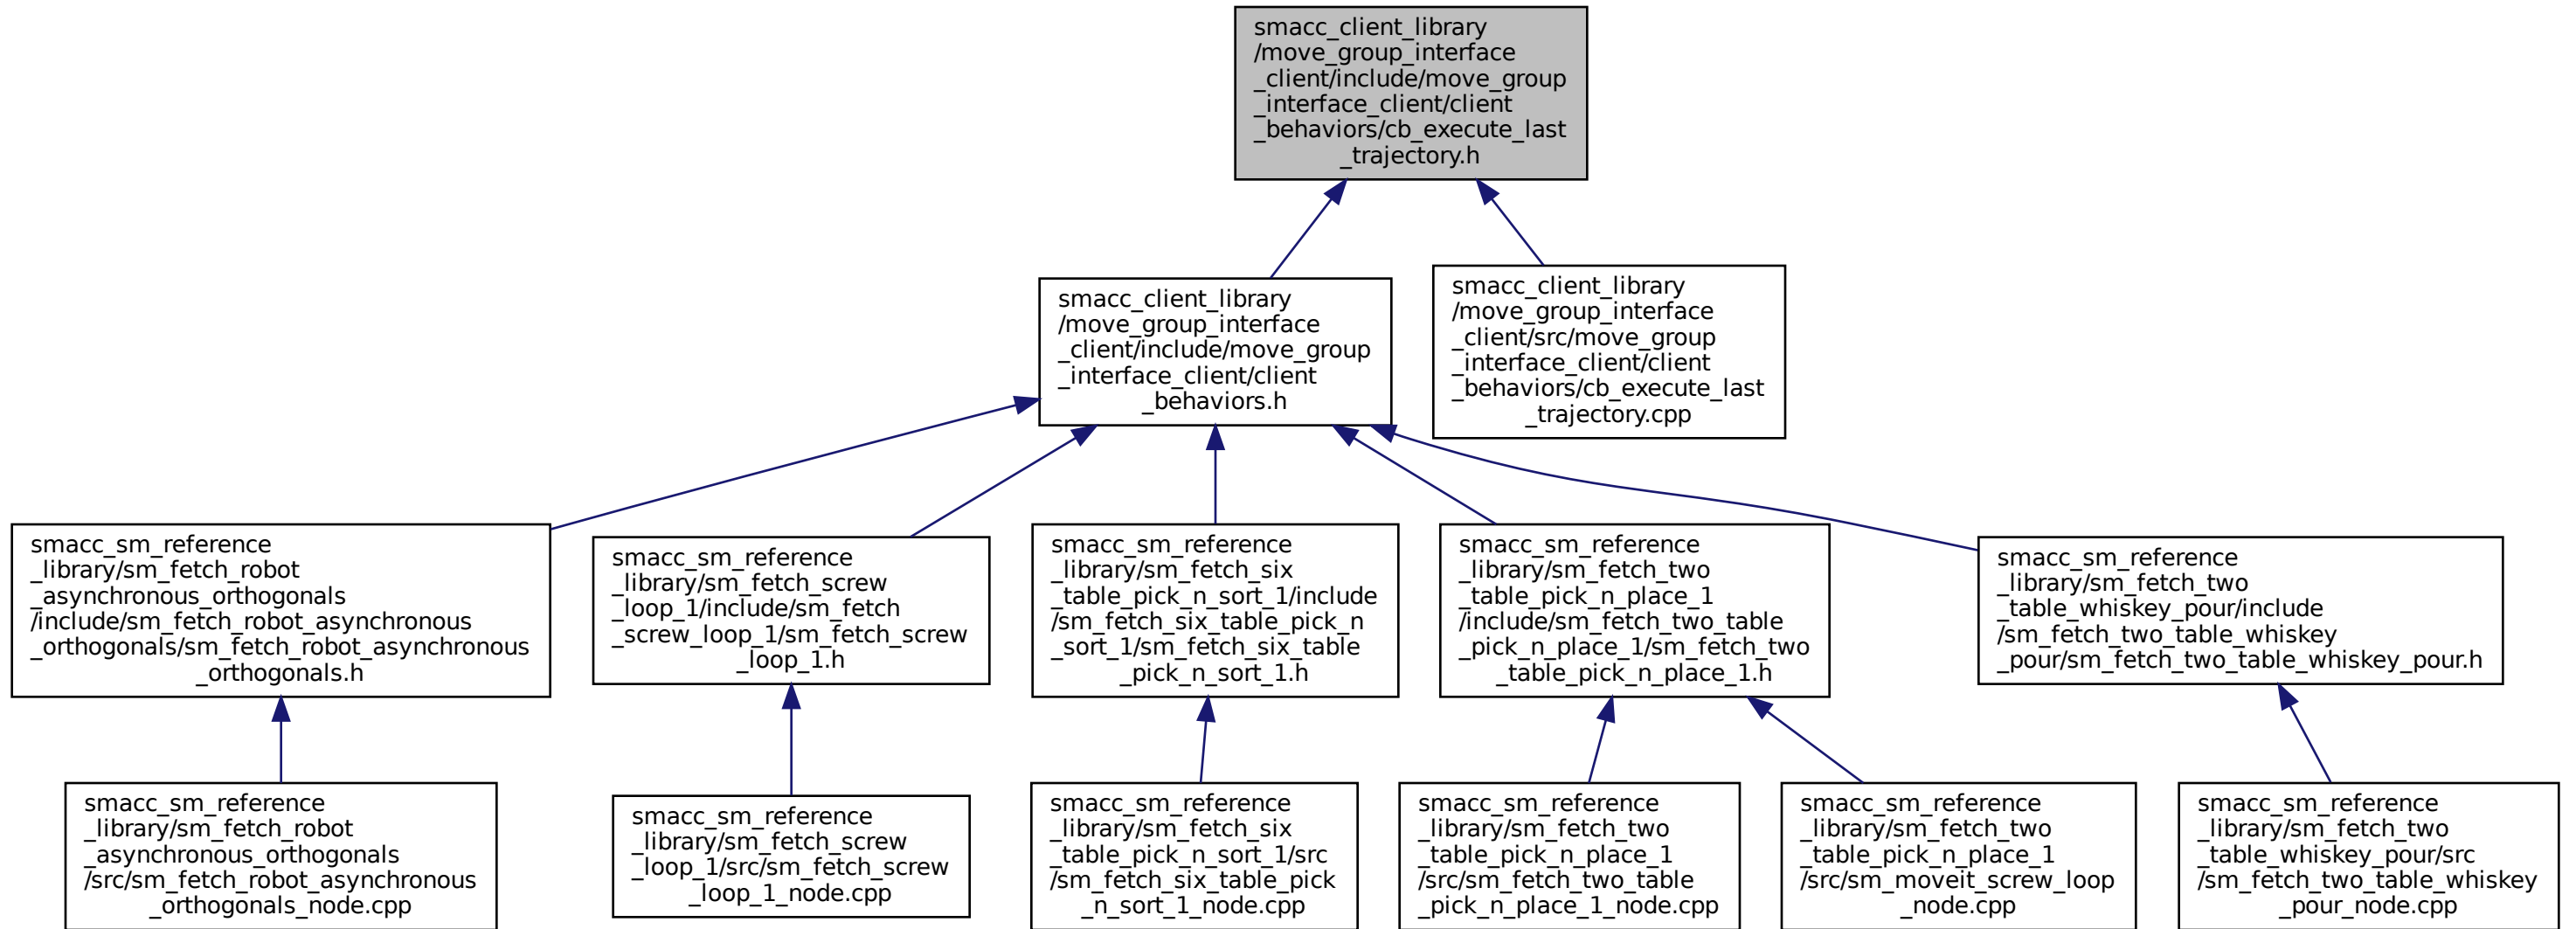 smacc_client_library
/move_group_interface
_client/include/move_group
_interface_client/client
_behaviors/cb_execute_last
_trajectory.h
smacc_client_library
/move_group_interface
_client/include/move_group
_interface_client/client
_behaviors.h
smacc_client_library
/move_group_interface
_client/src/move_group
_interface_client/client
_behaviors/cb_execute_last
_trajectory.cpp
smacc_sm_reference
_library/sm_fetch_robot
_asynchronous_orthogonals
/include/sm_fetch_robot_asynchronous
_orthogonals/sm_fetch_robot_asynchronous
_orthogonals.h
smacc_sm_reference
_library/sm_fetch_screw
_loop_1/include/sm_fetch
_screw_loop_1/sm_fetch_screw
_loop_1.h
smacc_sm_reference
_library/sm_fetch_six
_table_pick_n_sort_1/include
/sm_fetch_six_table_pick_n
_sort_1/sm_fetch_six_table
_pick_n_sort_1.h
smacc_sm_reference
_library/sm_fetch_two
_table_pick_n_place_1
/include/sm_fetch_two_table
_pick_n_place_1/sm_fetch_two
_table_pick_n_place_1.h
smacc_sm_reference
_library/sm_fetch_two
_table_whiskey_pour/include
/sm_fetch_two_table_whiskey
_pour/sm_fetch_two_table_whiskey_pour.h
smacc_sm_reference
_library/sm_fetch_robot
_asynchronous_orthogonals
/src/sm_fetch_robot_asynchronous
_orthogonals_node.cpp
smacc_sm_reference
_library/sm_fetch_screw
_loop_1/src/sm_fetch_screw
_loop_1_node.cpp
smacc_sm_reference
_library/sm_fetch_six
_table_pick_n_sort_1/src
/sm_fetch_six_table_pick
_n_sort_1_node.cpp
smacc_sm_reference
_library/sm_fetch_two
_table_pick_n_place_1
/src/sm_fetch_two_table
_pick_n_place_1_node.cpp
smacc_sm_reference
_library/sm_fetch_two
_table_pick_n_place_1
/src/sm_moveit_screw_loop
_node.cpp
smacc_sm_reference
_library/sm_fetch_two
_table_whiskey_pour/src
/sm_fetch_two_table_whiskey
_pour_node.cpp